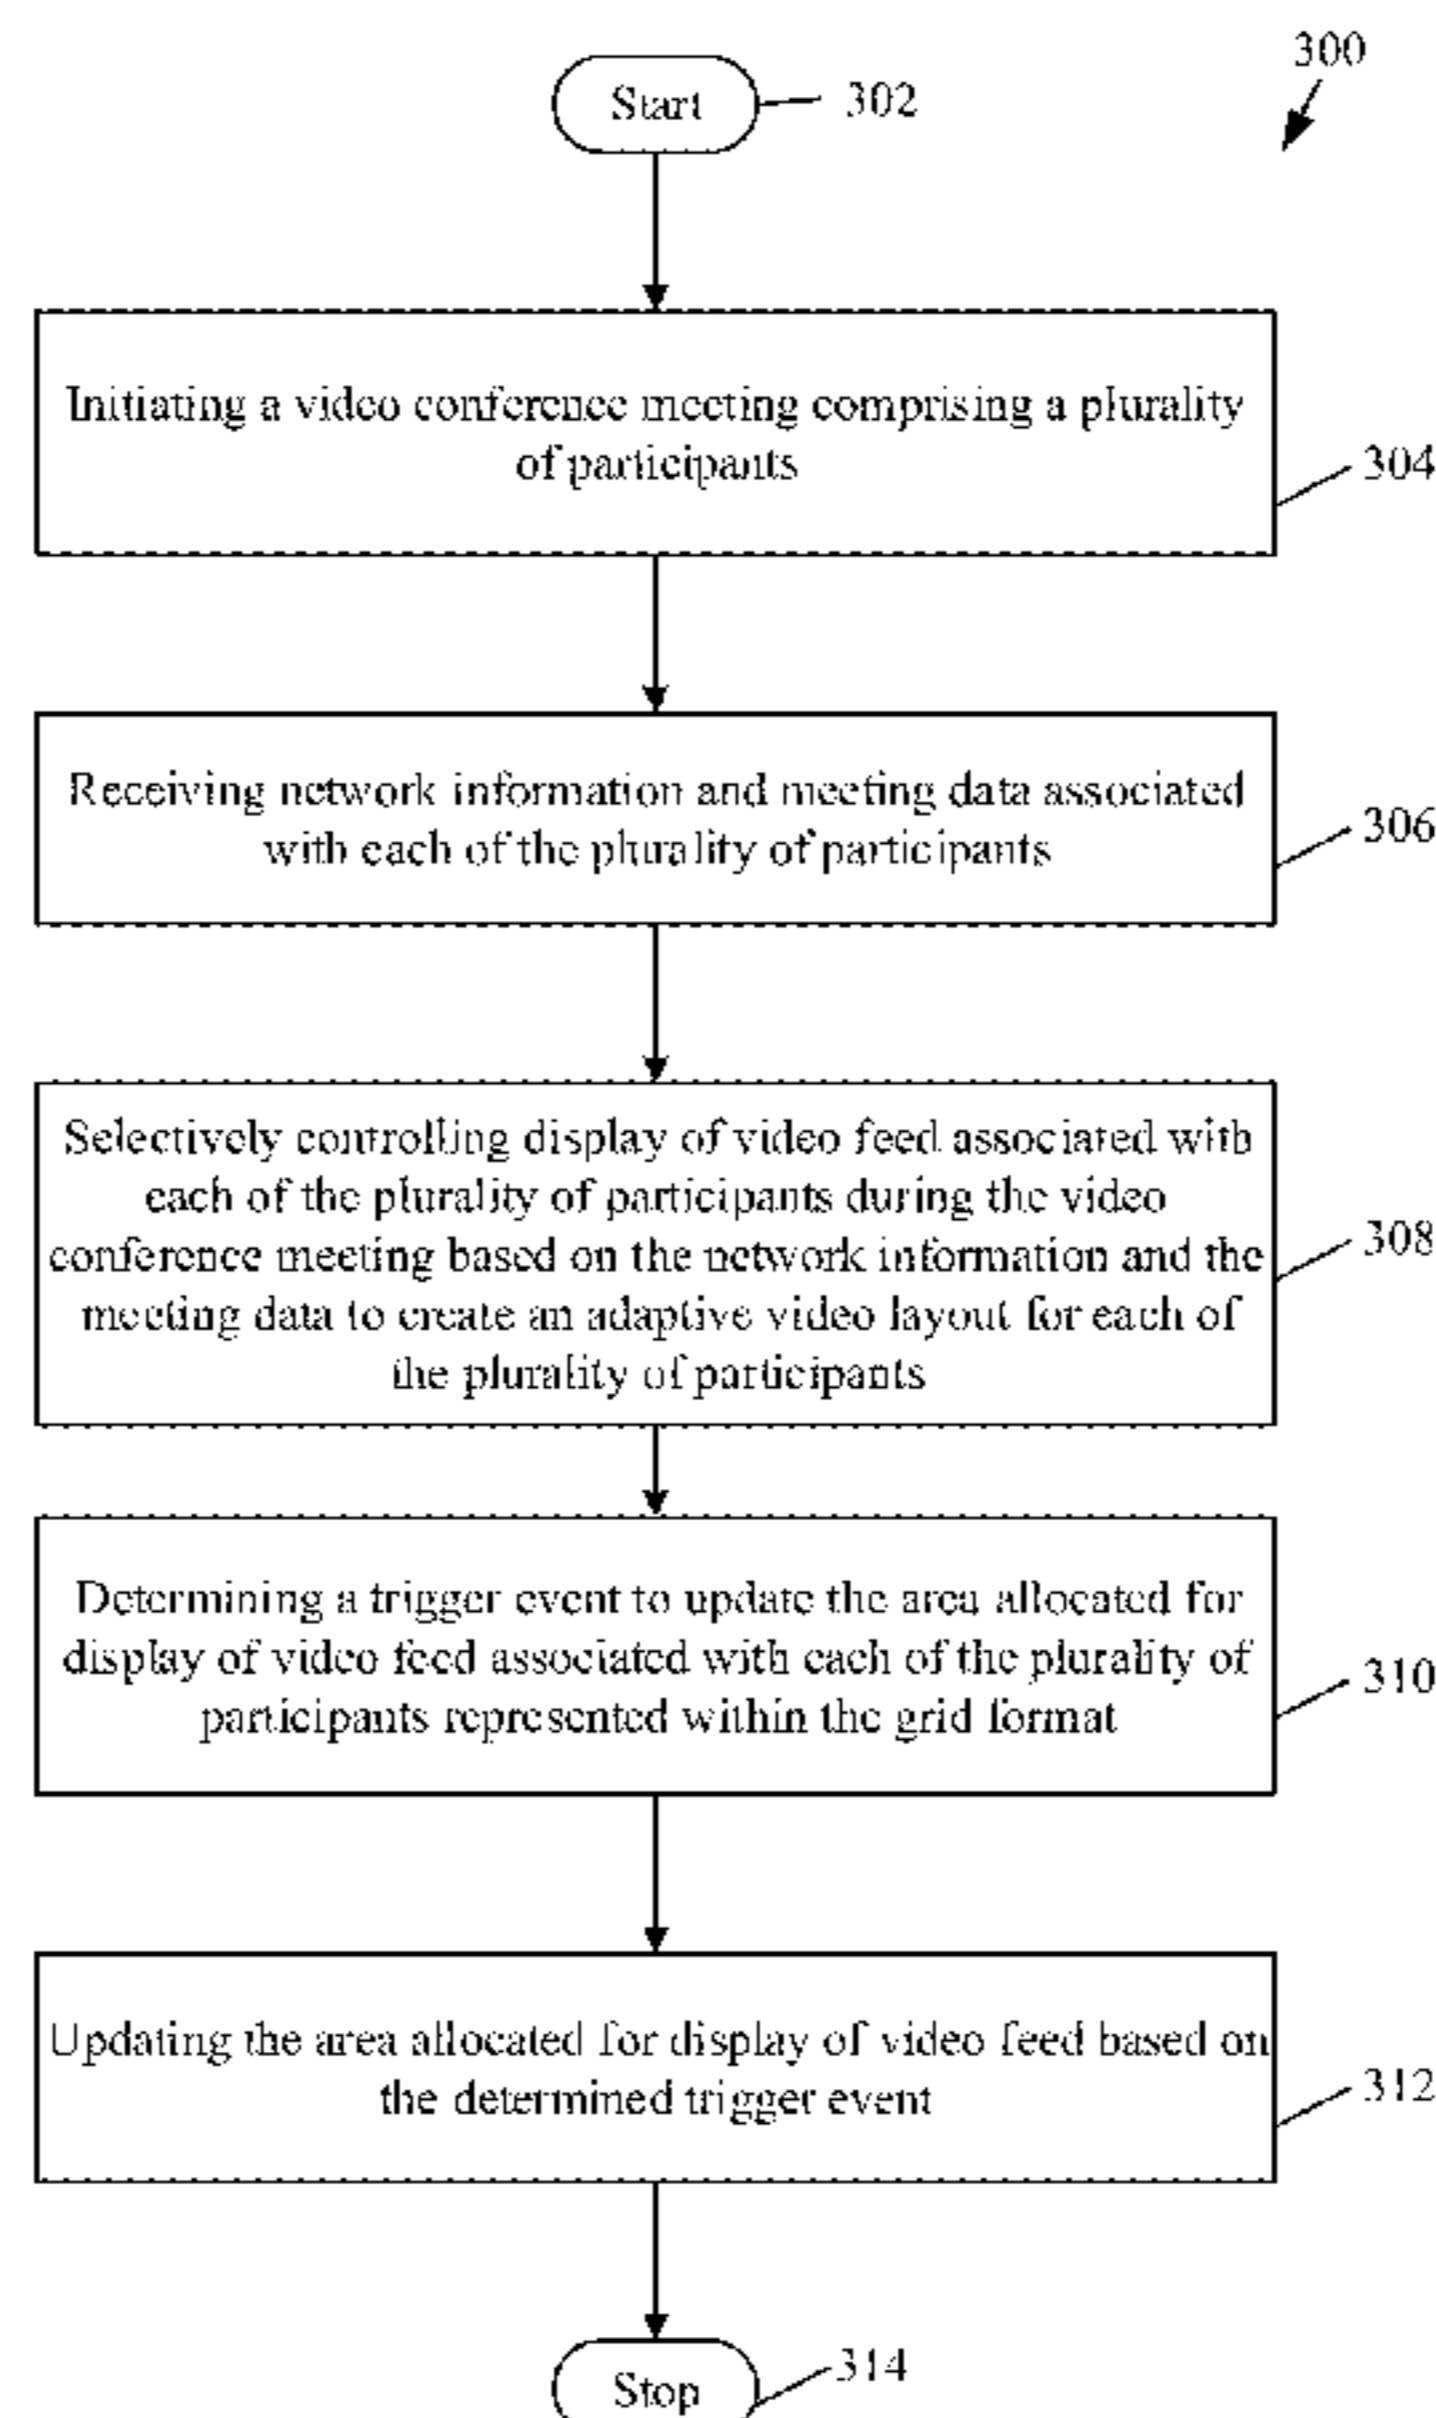 300
Start
302
Initiating a video conference meeting comprising a plurality
of participants
304
Receiving network information and meeting data associated
with each of the plurality of participants
306
Selectively controlling display of video feed associated with
each of the plurality of participants during the video
conference meeting based on the network information and the
meeting data to create an adaptive video layout for each of
the plurality of participants
308
Determining a trigger event to update the area allocated for
display of video feed associated with each of the plurality of
participants represented within the grid format
310
Updating the area allocated for display of video feed based on
the determined trigger event
312
Stop
314